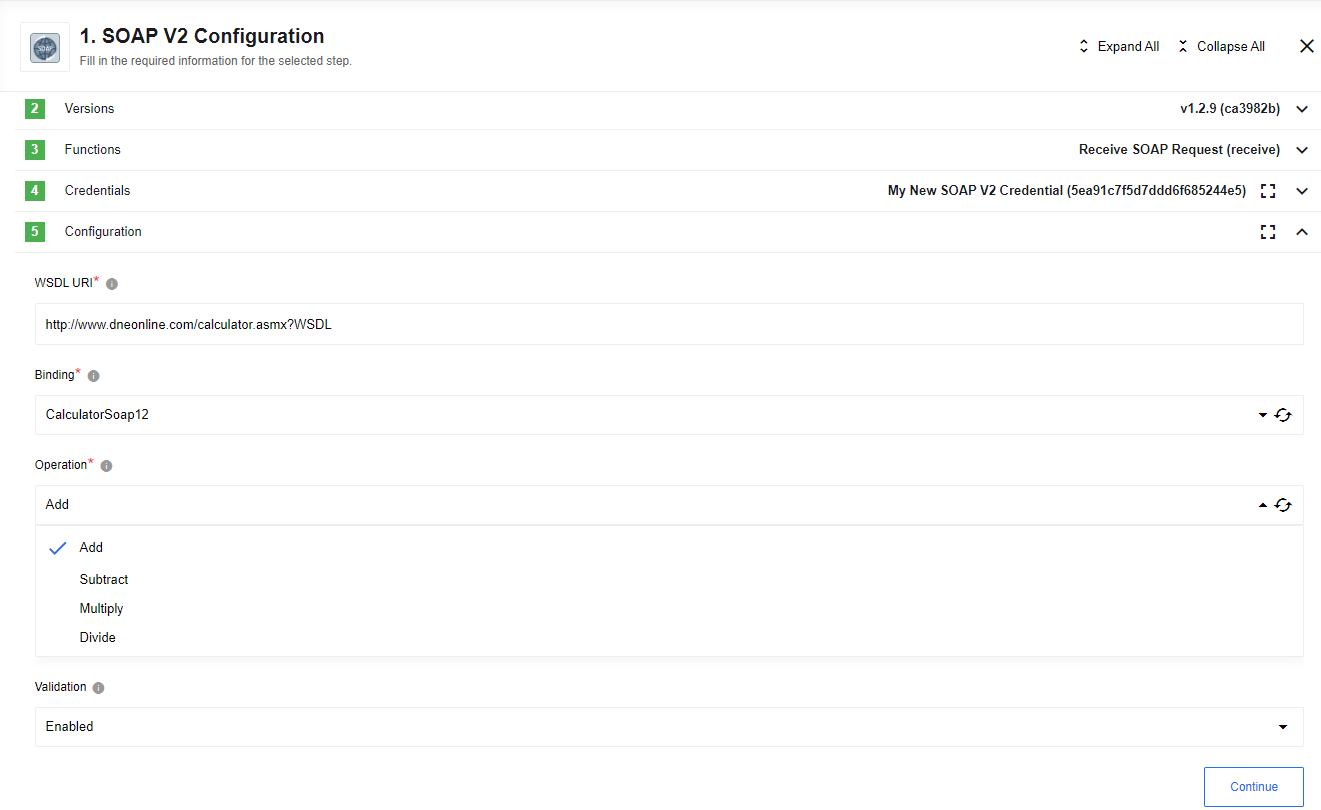 SOAP
1. SOAP V2 Configuration
Fill in the required information for the selected step.
Expand All
Collapse All
2 Versions v1.2.9 (ca3982b)
3 Functions Receive SOAP Request (receive)
4 Credentials My New SOAP V2 Credential (5ea91c7f5d7ddd6f685244e5)
5 Configuration
WSDL URI*
http://www.dneonline.com/calculator.asmx?WSDL
Binding*
CalculatorSoap12
Operation*
Add
Add
Subtract
Multiply
Divide
Validation
Enabled
Continue